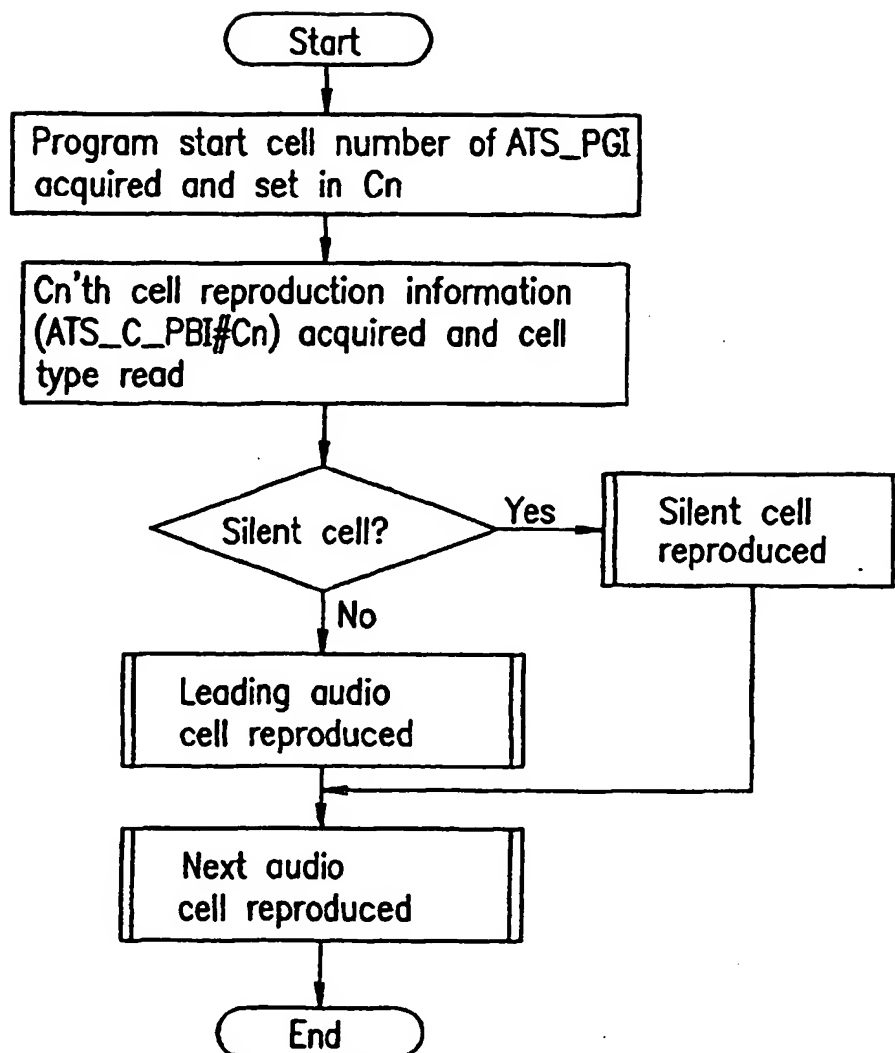 Start
Program start cell number of ATS_PGI
acquired and set in Cn
Cn'th cell reproduction information
(ATS_C_PBI#Cn) acquired and cell
type read
Silent cell?
Yes
Silent cell
reproduced
No
Leading audio
cell reproduced
Next audio
cell reproduced
End